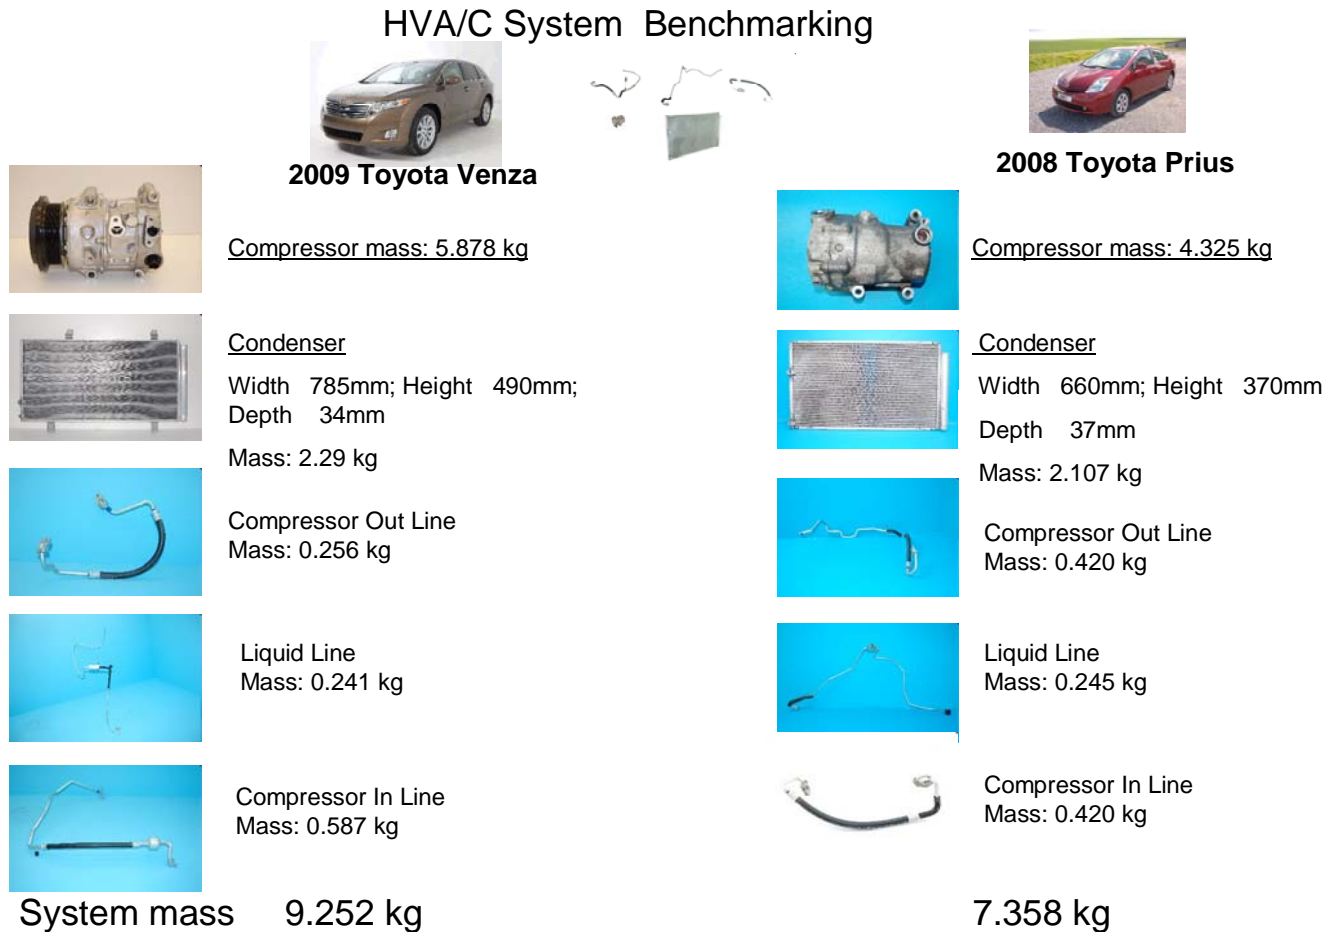 HVA/C System Benchmarking
2009 Toyota Venza
Compressor mass: 5.878 kg
Condenser
Width 785mm; Height 490mm;
Depth 34mm
Mass: 2.29 kg
Compressor Out Line
Mass: 0.256 kg
Liquid Line
Mass: 0.241 kg
Compressor In Line
Mass: 0.587 kg
System mass 9.252 kg
2008 Toyota Prius
Compressor mass: 4.325 kg
Condenser
Width 660mm; Height 370mm
Depth 37mm
Mass: 2.107 kg
Compressor Out Line
Mass: 0.420 kg
Liquid Line
Mass: 0.245 kg
Compressor In Line
Mass: 0.420 kg
7.358 kg